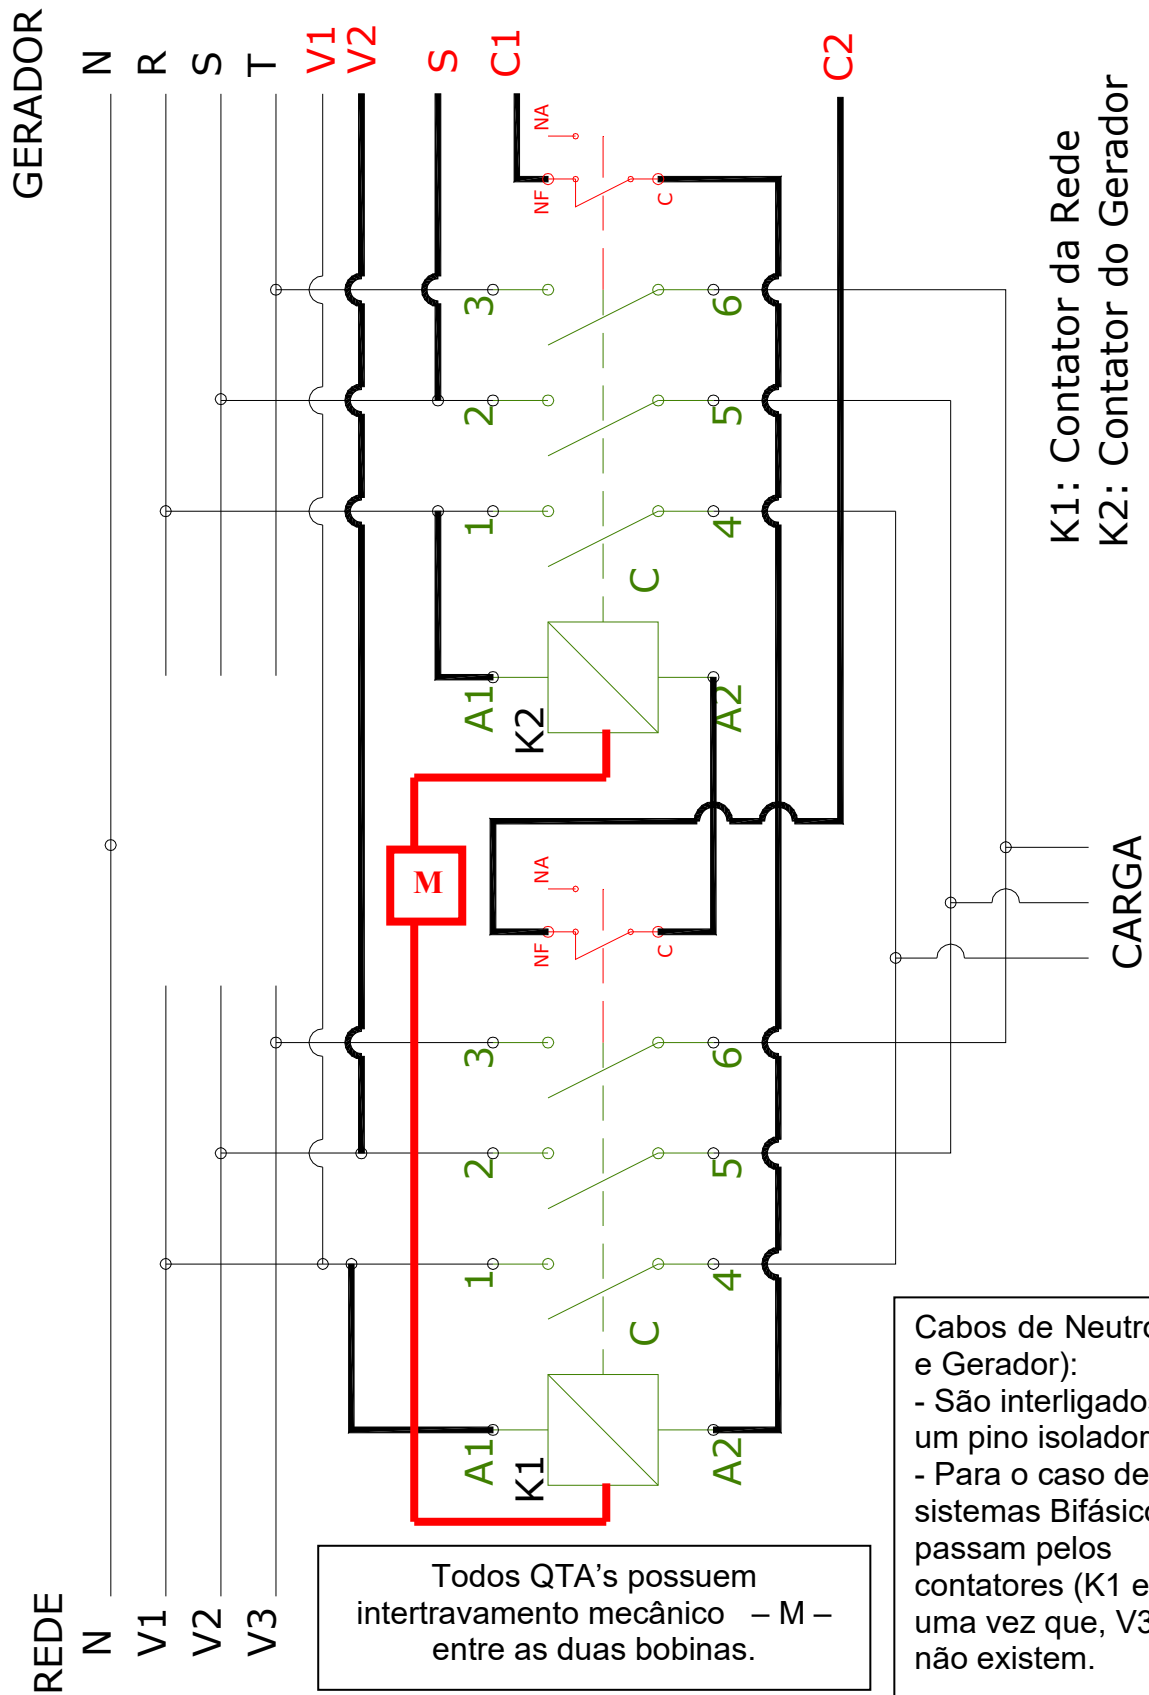 GERADOR
N
R
S
T
V1
V2
S
C1
C2
NA
NF
C
3
6
2
5
1
4
C
A1
A2
K2
K1: Contator da Rede
K2: Contator do Gerador
M
NA
NF
C
3
6
2
5
1
4
C
A1
A2
K1
CARGA
REDE
N
V1
V2
V3
Todos QTA's possuem
intertravamento mecânico – M –
entre as duas bobinas.
Cabos de Neutro
e Gerador):
- São interligados
um pino isolador
- Para o caso de
sistemas Bifásico
passam pelos
contatores (K1 e
uma vez que, V3
não existem.